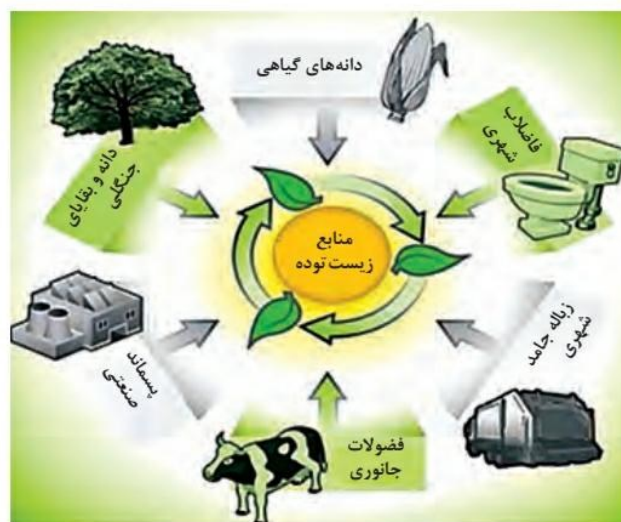 دانه‌های گیاهی
فاضلاب
شهری
دانه و بقایای
جنگلی
منابع
زیست توده
زباله جامد
شهری
پسماند
صنعتی
فضولات
جانوری